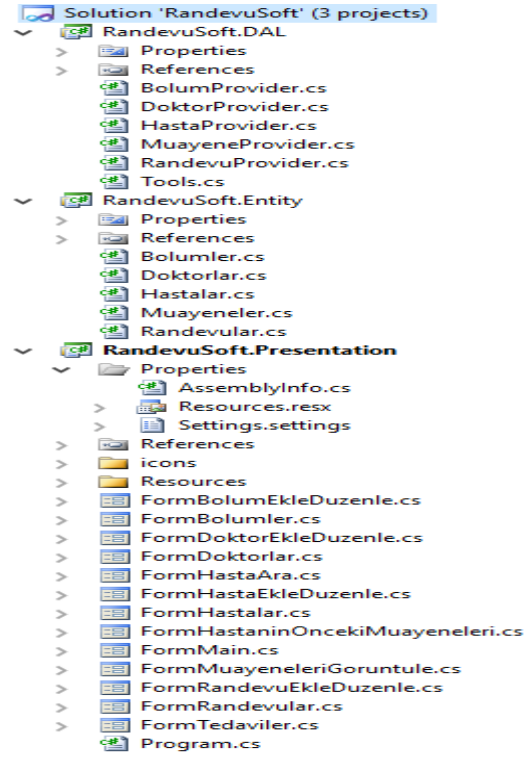 Solution 'RandevuSoft' (3 projects)
RandevuSoft.DAL
Properties
References
BolumProvider.cs
DoktorProvider.cs
HastaProvider.cs
MuayeneProvider.cs
RandevuProvider.cs
Tools.cs
RandevuSoft.Entity
Properties
References
Bolumler.cs
Doktorlar.cs
Hastalar.cs
Muayeneler.cs
Randevular.cs
RandevuSoft.Presentation
Properties
AssemblyInfo.cs
Resources.resx
Settings.settings
References
icons
Resources
FormBolumEkleDuzenle.cs
FormBolumler.cs
FormDoktorEkleDuzenle.cs
FormDoktorlar.cs
FormHastaAra.cs
FormHastaEkleDuzenle.cs
FormHastalar.cs
FormHastaninOncekiMuayeneleri.cs
FormMain.cs
FormMuayeneleriGoruntule.cs
FormRandevuEkleDuzenle.cs
FormRandevular.cs
FormTedaviler.cs
Program.cs